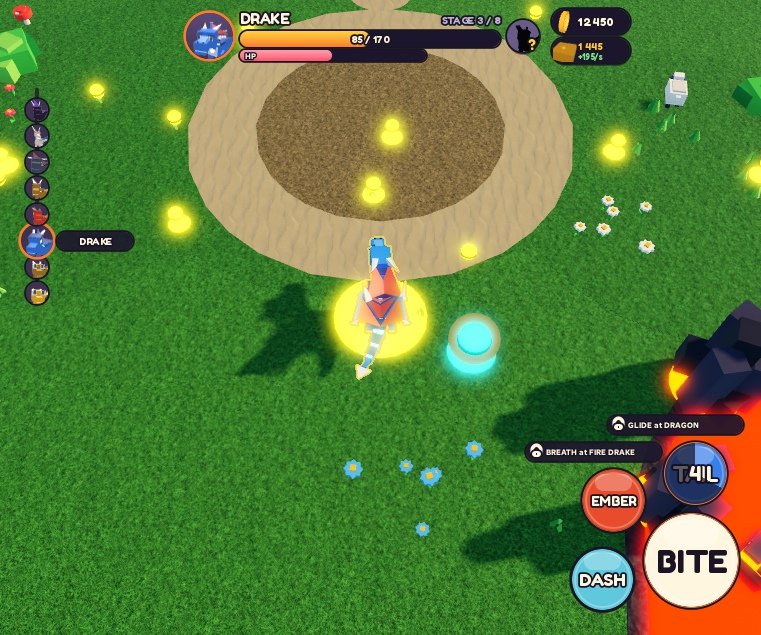 DRAKE
STAGE 3 / 8
85 / 170
HP
?
12 450
1 445
+195/s
DRAKE
GLIDE at DRAGON
BREATH at FIRE DRAKE
EMBER
DASH
BITE